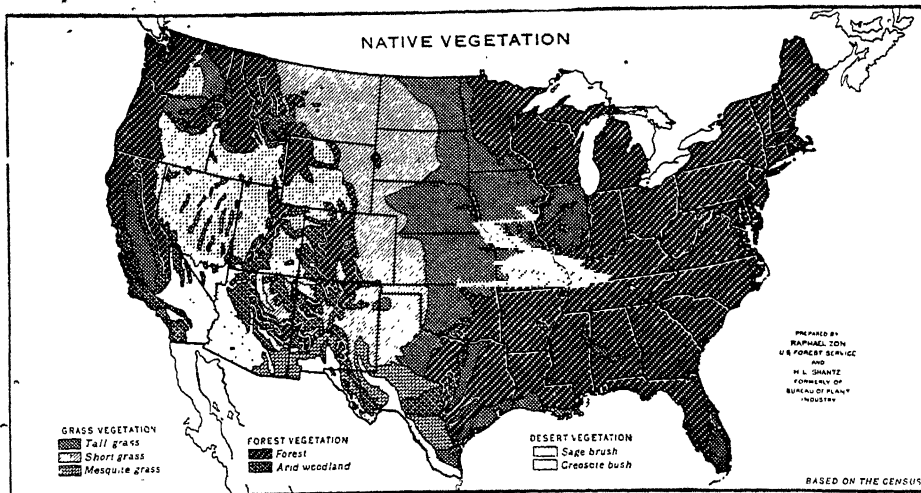 NATIVE VEGETATION
PREPARED BY
RAPHAEL ZON
U S FOREST SERVICE
AND
H L SHANTZ
FORMERLY OF
BUREAU OF PLANT
INDUSTRY
GRASS VEGETATION
Tall grass
Short grass
Mesquite grass
FOREST VEGETATION
Forest
Arid woodland
DESERT VEGETATION
Sage brush
Creosote bush
BASED ON THE CENSUS